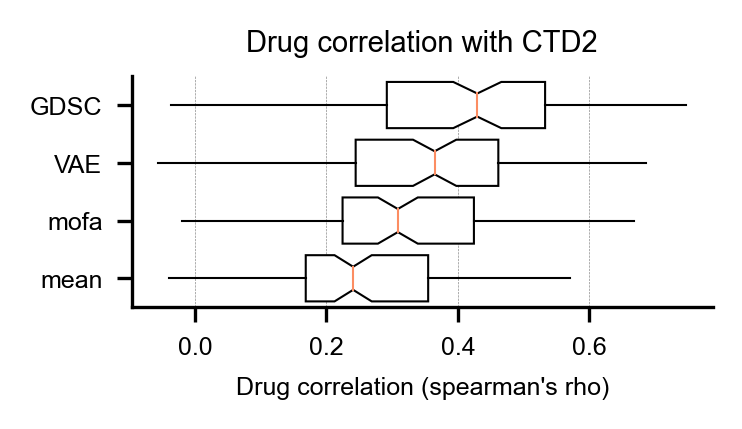 Drug correlation with CTD2
GDSC
VAE
mofa
mean
0.0 0.2 0.4 0.6
Drug correlation (spearman's rho)